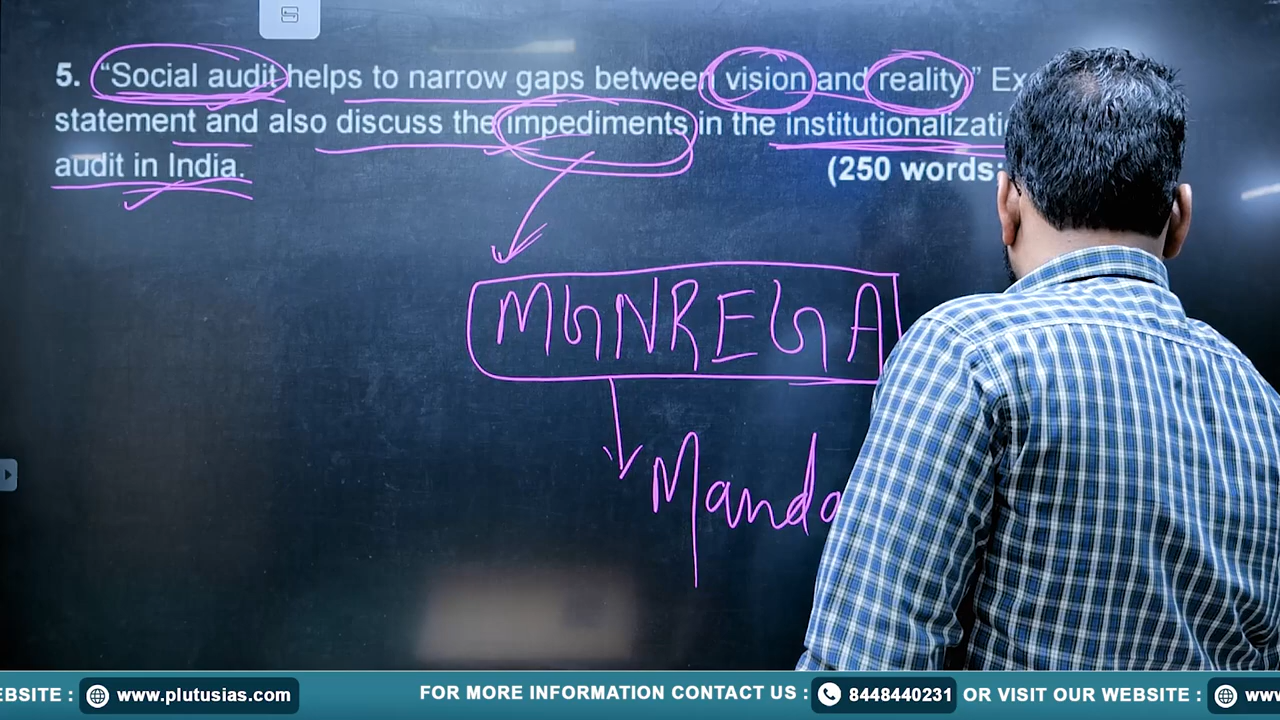 5. "Social audit helps to narrow gaps between vision and reality" Ex
statement and also discuss the impediments in the institutionalizati
audit in India.
(250 words;
MGNREGA
Manda
EBSITE : www.plutusias.com FOR MORE INFORMATION CONTACT US : 8448440231 OR VISIT OUR WEBSITE : www